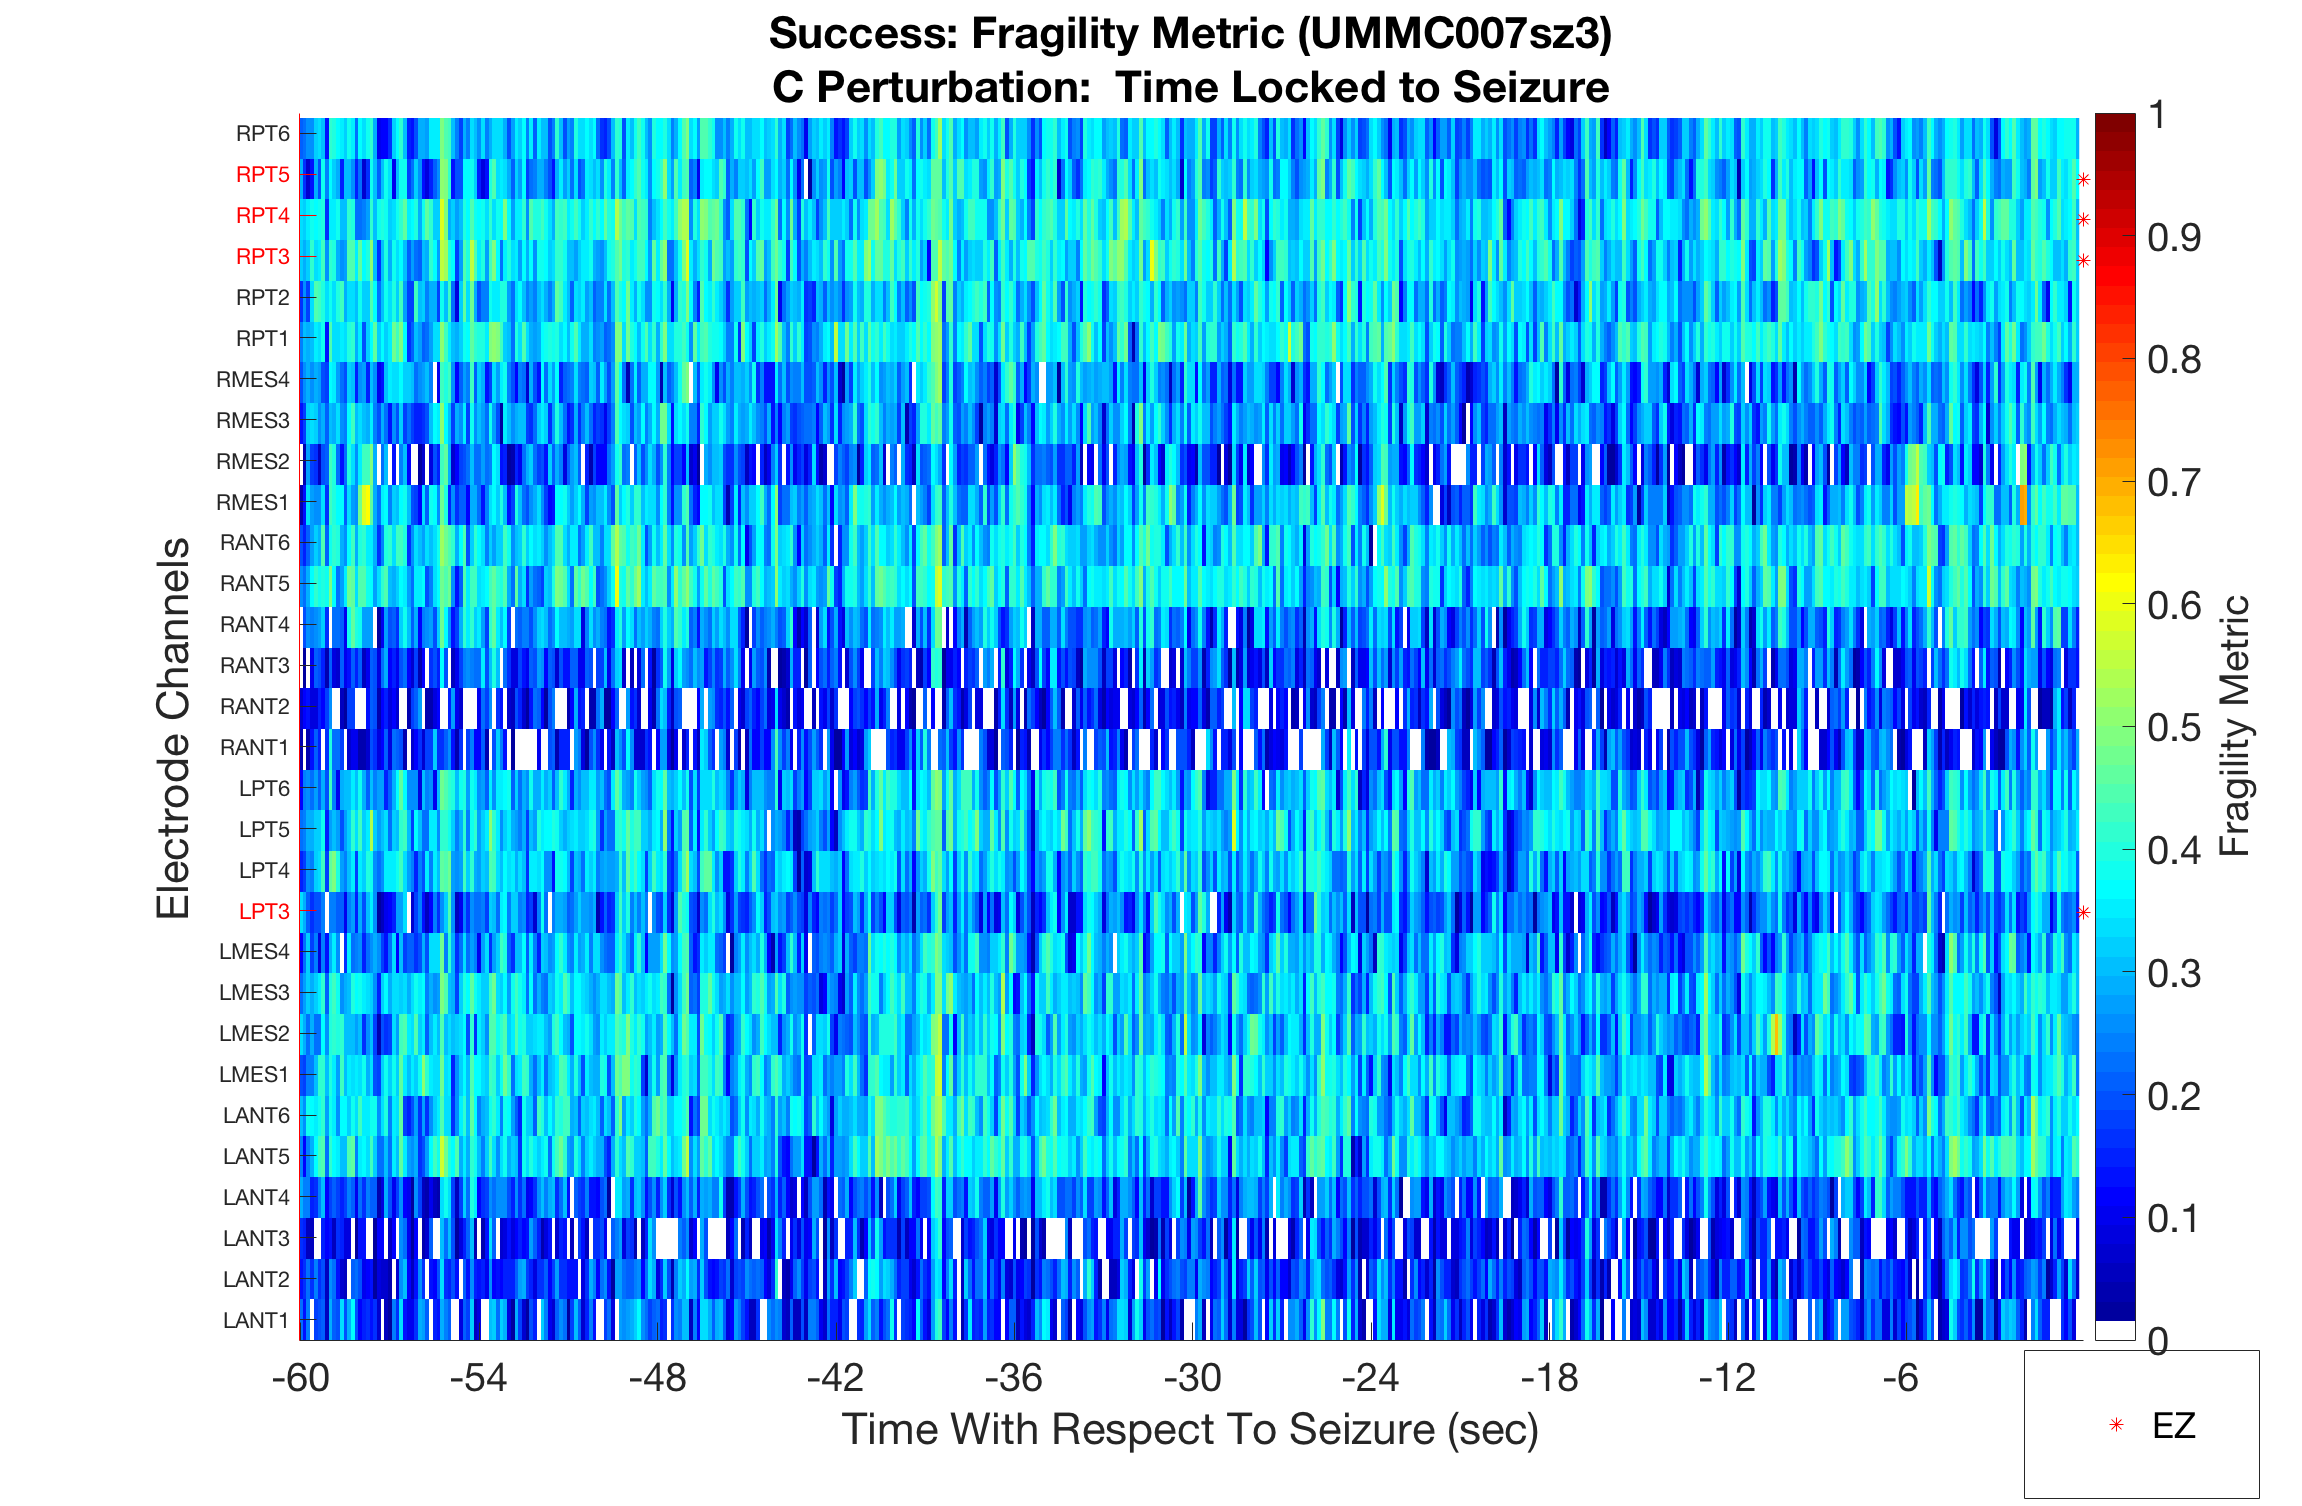 Success: Fragility Metric (UMMC007sz3)
C Perturbation:  Time Locked to Seizure
Electrode Channels
RPT6
RPT5
RPT4
RPT3
RPT2
RPT1
RMES4
RMES3
RMES2
RMES1
RANT6
RANT5
RANT4
RANT3
RANT2
RANT1
LPT6
LPT5
LPT4
LPT3
LMES4
LMES3
LMES2
LMES1
LANT6
LANT5
LANT4
LANT3
LANT2
LANT1
-60 -54 -48 -42 -36 -30 -24 -18 -12 -6
Time With Respect To Seizure (sec)
1
0.9
0.8
0.7
0.6
0.5
0.4
0.3
0.2
0.1
0
Fragility Metric
EZ